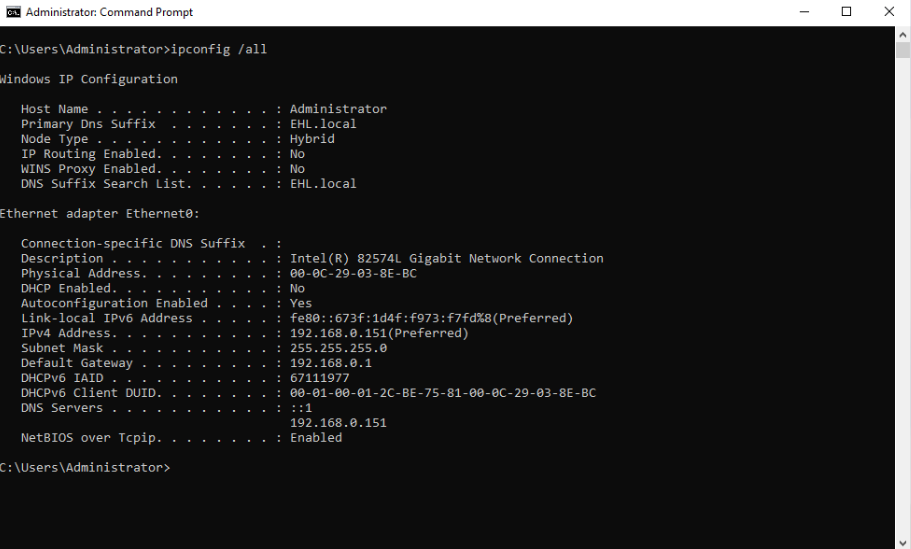 Administrator: Command Prompt
C:\Users\Administrator>ipconfig /all
Windows IP Configuration
Host Name . . . . . . . . . . . . : Administrator
Primary Dns Suffix  . . . . . . . : EHL.local
Node Type . . . . . . . . . . . . : Hybrid
IP Routing Enabled. . . . . . . . : No
WINS Proxy Enabled. . . . . . . . : No
DNS Suffix Search List. . . . . . : EHL.local
Ethernet adapter Ethernet0:
Connection-specific DNS Suffix  . :
Description . . . . . . . . . . . : Intel(R) 82574L Gigabit Network Connection
Physical Address. . . . . . . . . : 00-0C-29-03-8E-BC
DHCP Enabled. . . . . . . . . . . : No
Autoconfiguration Enabled . . . . : Yes
Link-local IPv6 Address . . . . . : fe80::673f:1d4f:f973:f7fd%8(Preferred)
IPv4 Address. . . . . . . . . . . : 192.168.0.151(Preferred)
Subnet Mask . . . . . . . . . . . : 255.255.255.0
Default Gateway . . . . . . . . . : 192.168.0.1
DHCPv6 IAID . . . . . . . . . . . : 67111977
DHCPv6 Client DUID. . . . . . . . : 00-01-00-01-2C-BE-75-81-00-0C-29-03-8E-BC
DNS Servers . . . . . . . . . . . : ::1
192.168.0.151
NetBIOS over Tcpip. . . . . . . . : Enabled
C:\Users\Administrator>